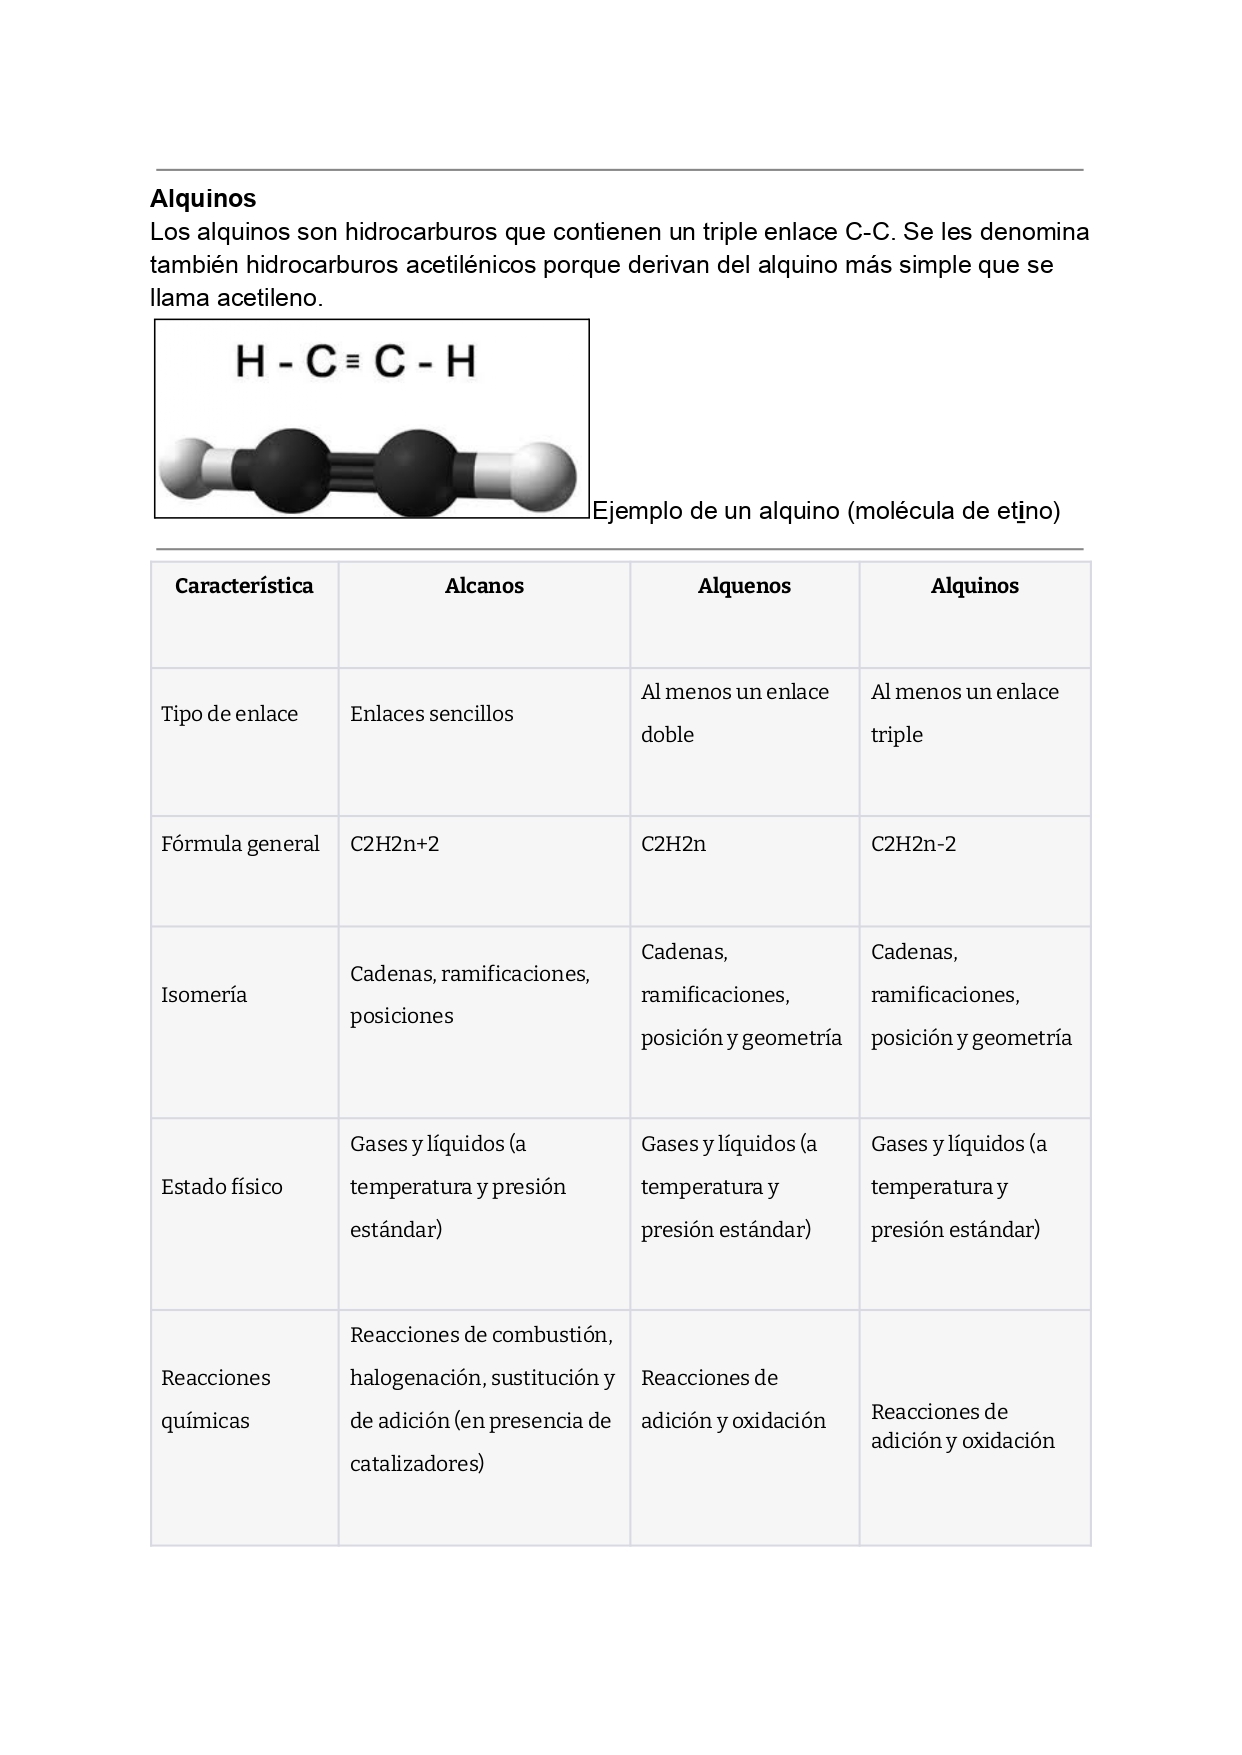 Alquinos
Los alquinos son hidrocarburos que contienen un triple enlace C-C. Se les denomina
también hidrocarburos acetilénicos porque derivan del alquino más simple que se
llama acetileno.
H - C ≡ C - H
Ejemplo de un alquino (molécula de etino)
Característica Alcanos Alquenos Alquinos
Tipo de enlace
Enlaces sencillos
Al menos un enlace
doble
Al menos un enlace
triple
Fórmula general C2H2n+2 C2H2n C2H2n-2
Isomería
Cadenas, ramificaciones,
posiciones
Cadenas,
ramificaciones,
posición y geometría
Cadenas,
ramificaciones,
posición y geometría
Estado físico
Gases y líquidos (a
temperatura y presión
estándar)
Gases y líquidos (a
temperatura y
presión estándar)
Gases y líquidos (a
temperatura y
presión estándar)
Reacciones
químicas
Reacciones de combustión,
halogenación, sustitución y
de adición (en presencia de
catalizadores)
Reacciones de
adición y oxidación
Reacciones de
adición y oxidación